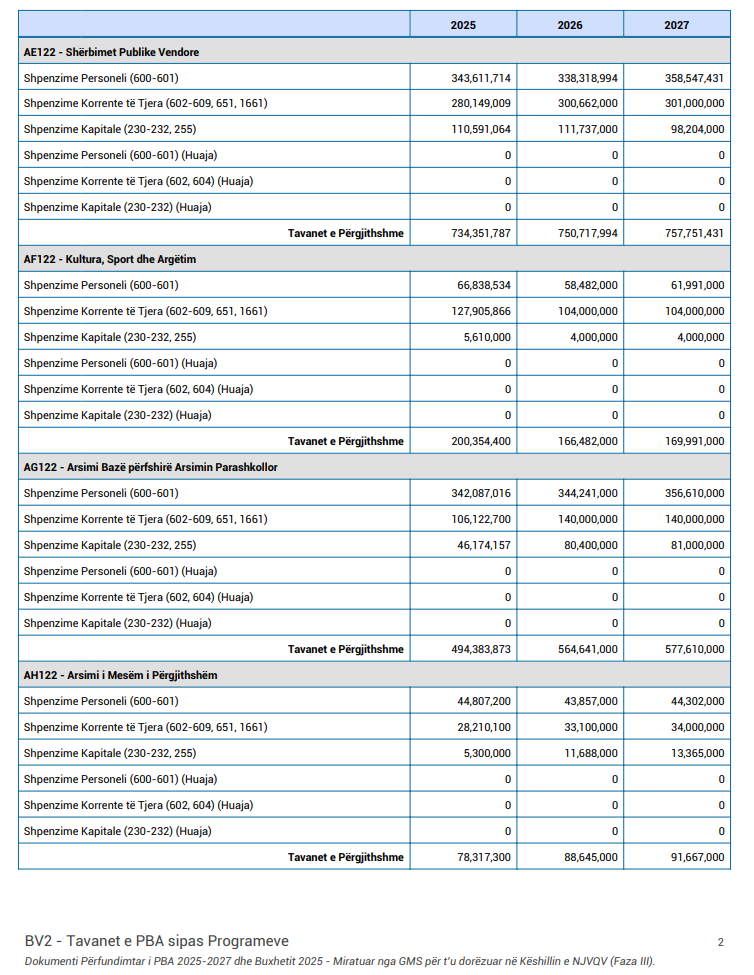 2025 2026 2027
AE122 - Shërbimet Publike Vendore
Shpenzime Personeli (600-601) 343,611,714 338,318,994 358,547,431
Shpenzime Korrente të Tjera (602-609, 651, 1661) 280,149,009 300,662,000 301,000,000
Shpenzime Kapitale (230-232, 255) 110,591,064 111,737,000 98,204,000
Shpenzime Personeli (600-601) (Huaja) 0 0 0
Shpenzime Korrente të Tjera (602, 604) (Huaja) 0 0 0
Shpenzime Kapitale (230-232) (Huaja) 0 0 0
Tavanet e Përgjithshme 734,351,787 750,717,994 757,751,431
AF122 - Kultura, Sport dhe Argëtim
Shpenzime Personeli (600-601) 66,838,534 58,482,000 61,991,000
Shpenzime Korrente të Tjera (602-609, 651, 1661) 127,905,866 104,000,000 104,000,000
Shpenzime Kapitale (230-232, 255) 5,610,000 4,000,000 4,000,000
Shpenzime Personeli (600-601) (Huaja) 0 0 0
Shpenzime Korrente të Tjera (602, 604) (Huaja) 0 0 0
Shpenzime Kapitale (230-232) (Huaja) 0 0 0
Tavanet e Përgjithshme 200,354,400 166,482,000 169,991,000
AG122 - Arsimi Bazë përfshirë Arsimin Parashkollor
Shpenzime Personeli (600-601) 342,087,016 344,241,000 356,610,000
Shpenzime Korrente të Tjera (602-609, 651, 1661) 106,122,700 140,000,000 140,000,000
Shpenzime Kapitale (230-232, 255) 46,174,157 80,400,000 81,000,000
Shpenzime Personeli (600-601) (Huaja) 0 0 0
Shpenzime Korrente të Tjera (602, 604) (Huaja) 0 0 0
Shpenzime Kapitale (230-232) (Huaja) 0 0 0
Tavanet e Përgjithshme 494,383,873 564,641,000 577,610,000
AH122 - Arsimi i Mesëm i Përgjithshëm
Shpenzime Personeli (600-601) 44,807,200 43,857,000 44,302,000
Shpenzime Korrente të Tjera (602-609, 651, 1661) 28,210,100 33,100,000 34,000,000
Shpenzime Kapitale (230-232, 255) 5,300,000 11,688,000 13,365,000
Shpenzime Personeli (600-601) (Huaja) 0 0 0
Shpenzime Korrente të Tjera (602, 604) (Huaja) 0 0 0
Shpenzime Kapitale (230-232) (Huaja) 0 0 0
Tavanet e Përgjithshme 78,317,300 88,645,000 91,667,000
BV2 - Tavanet e PBA sipas Programeve 2
Dokumenti Përfundimtar i PBA 2025-2027 dhe Buxhetit 2025 - Miratuar nga GMS për t'u dorëzuar në Këshillin e NJVQV (Faza III).